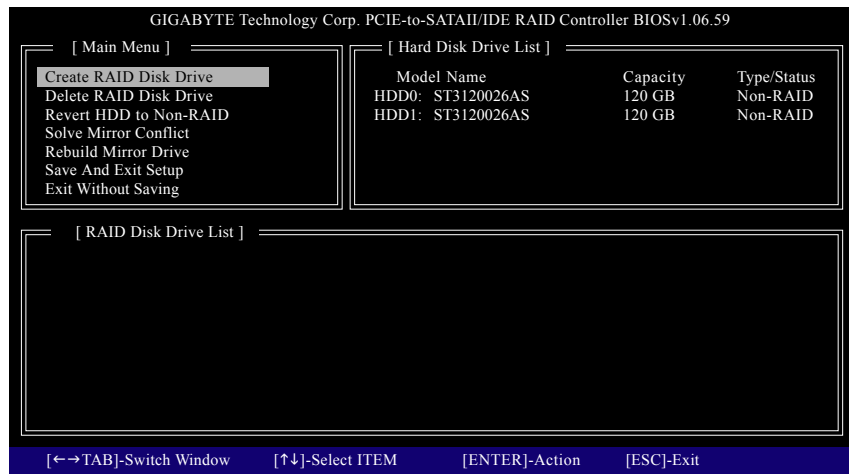 GIGABYTE Technology Corp. PCIE-to-SATAII/IDE RAID Controller BIOSv1.06.59
[ Main Menu ]
Create RAID Disk Drive
Delete RAID Disk Drive
Revert HDD to Non-RAID
Solve Mirror Conflict
Rebuild Mirror Drive
Save And Exit Setup
Exit Without Saving
[ Hard Disk Drive List ]
Model Name Capacity Type/Status
HDD0: ST3120026AS 120 GB Non-RAID
HDD1: ST3120026AS 120 GB Non-RAID
[ RAID Disk Drive List ]
[←→TAB]-Switch Window [↑↓]-Select ITEM [ENTER]-Action [ESC]-Exit